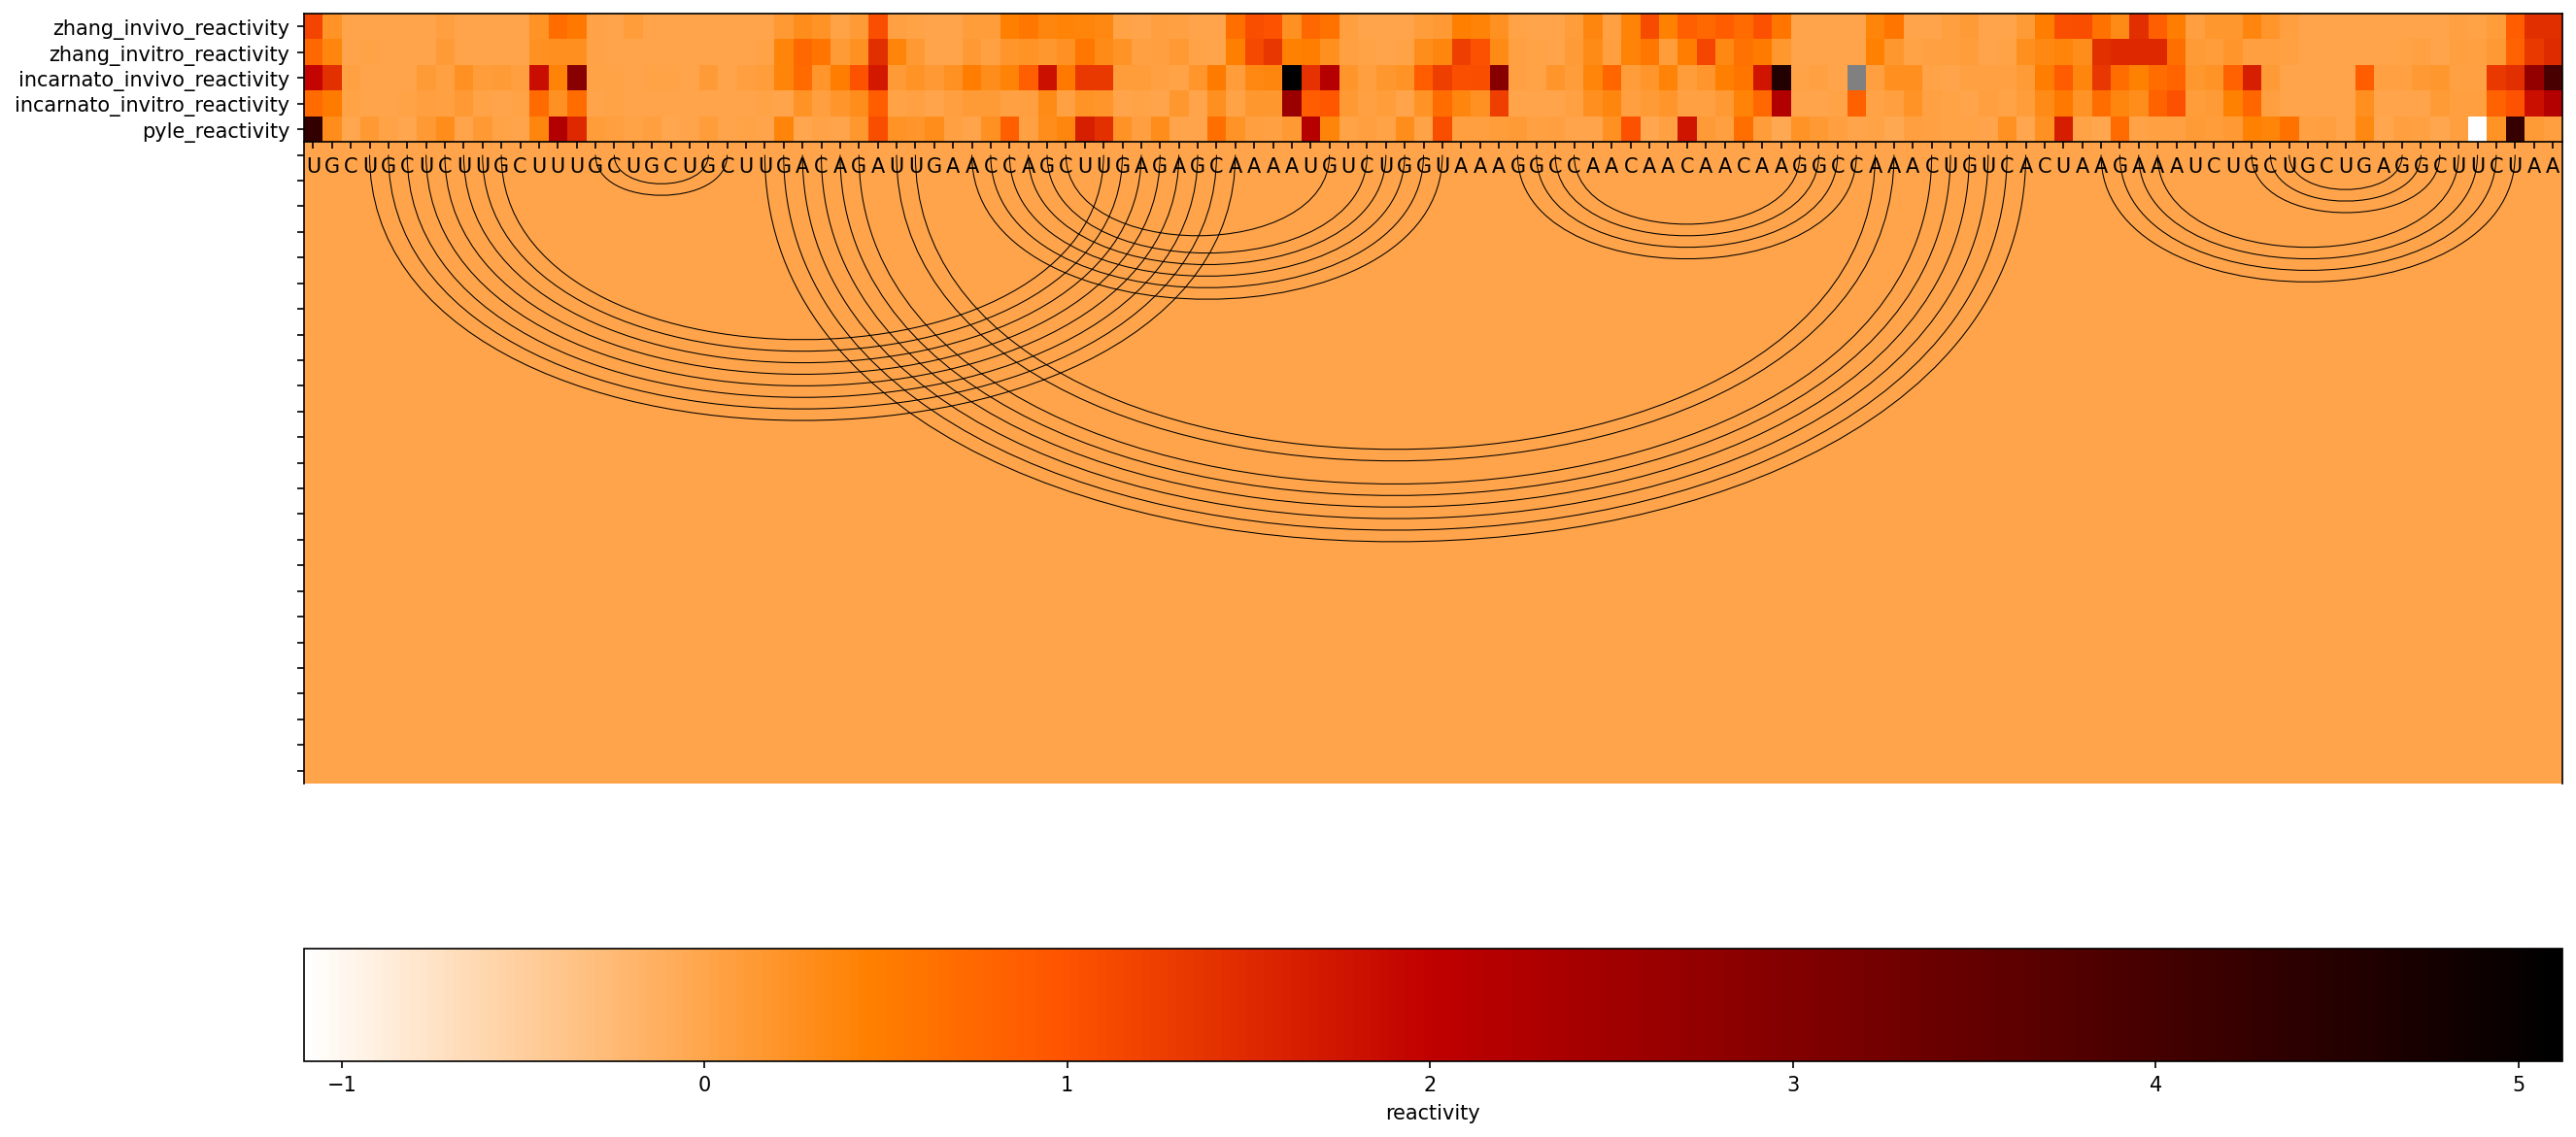 zhang_invivo_reactivity
zhang_invitro_reactivity
incarnato_invivo_reactivity
incarnato_invitro_reactivity
pyle_reactivity
UGCUGCUCUUGCUUUGCUGCUGCUUGACAGAUUGAACCAGCUUGAGAGCAAAAUGUCUGGUAAAGGCCAACAACAACAAGGCCAAACUGUCACUAAGAAAUCUGCUGCUGAGGCUUCUAA
−1 0 1 2 3 4 5
reactivity